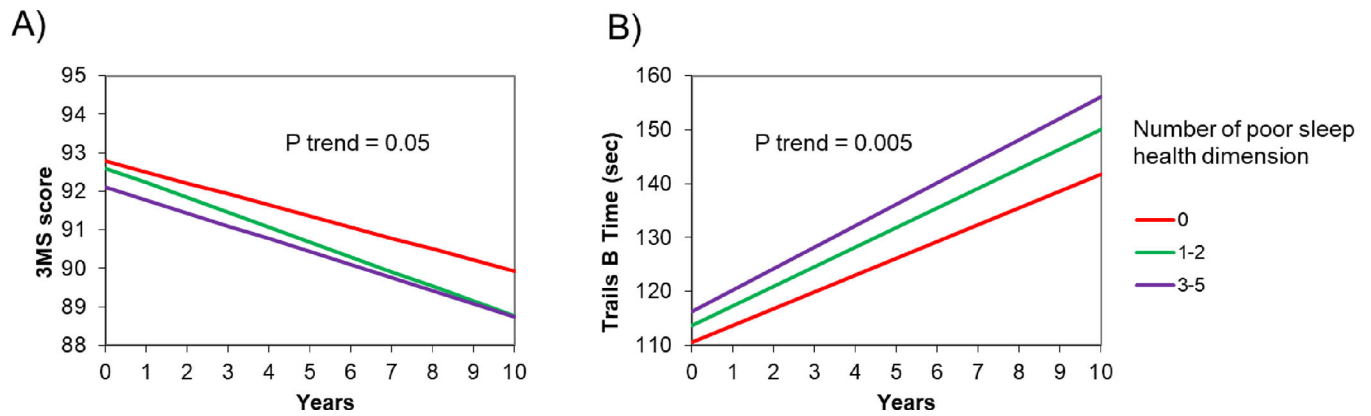 A)
3MS score
95
94
93
92
91
90
89
88
P trend = 0.05
0 1 2 3 4 5 6 7 8 9 10
Years
B)
Trails B Time (sec)
160
150
140
130
120
110
P trend = 0.005
0 1 2 3 4 5 6 7 8 9 10
Years
Number of poor sleep
health dimension
0
1-2
3-5